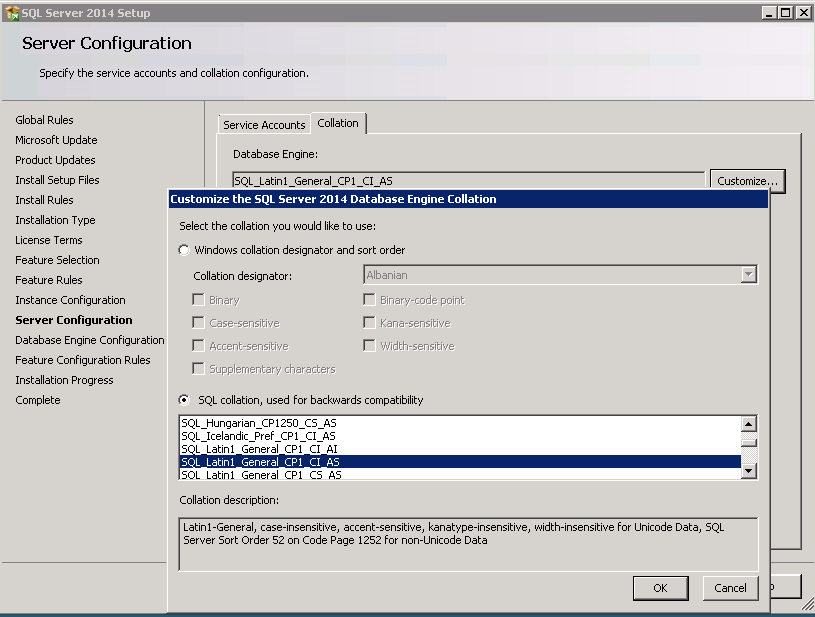 SQL Server 2014 Setup
Server Configuration
Specify the service accounts and collation configuration.
Global Rules
Microsoft Update
Product Updates
Install Setup Files
Install Rules
Installation Type
License Terms
Feature Selection
Feature Rules
Instance Configuration
Server Configuration
Database Engine Configuration
Feature Configuration Rules
Installation Progress
Complete
Service Accounts
Collation
Database Engine:
SQL_Latin1_General_CP1_CI_AS
Customize...
Customize the SQL Server 2014 Database Engine Collation
Select the collation you would like to use:
Windows collation designator and sort order
Collation designator:
Albanian
Binary
Binary-code point
Case-sensitive
Kana-sensitive
Accent-sensitive
Width-sensitive
Supplementary characters
SQL collation, used for backwards compatibility
SQL_Hungarian_CP1250_CS_AS
SQL_Icelandic_Pref_CP1_CI_AS
SQL_Latin1_General_CP1_CI_AI
SQL_Latin1_General_CP1_CI_AS
SQL_Latin1_General_CP1_CS_AS
Collation description:
Latin1-General, case-insensitive, accent-sensitive, kanatype-insensitive, width-insensitive for Unicode Data, SQL
Server Sort Order 52 on Code Page 1252 for non-Unicode Data
OK
Cancel